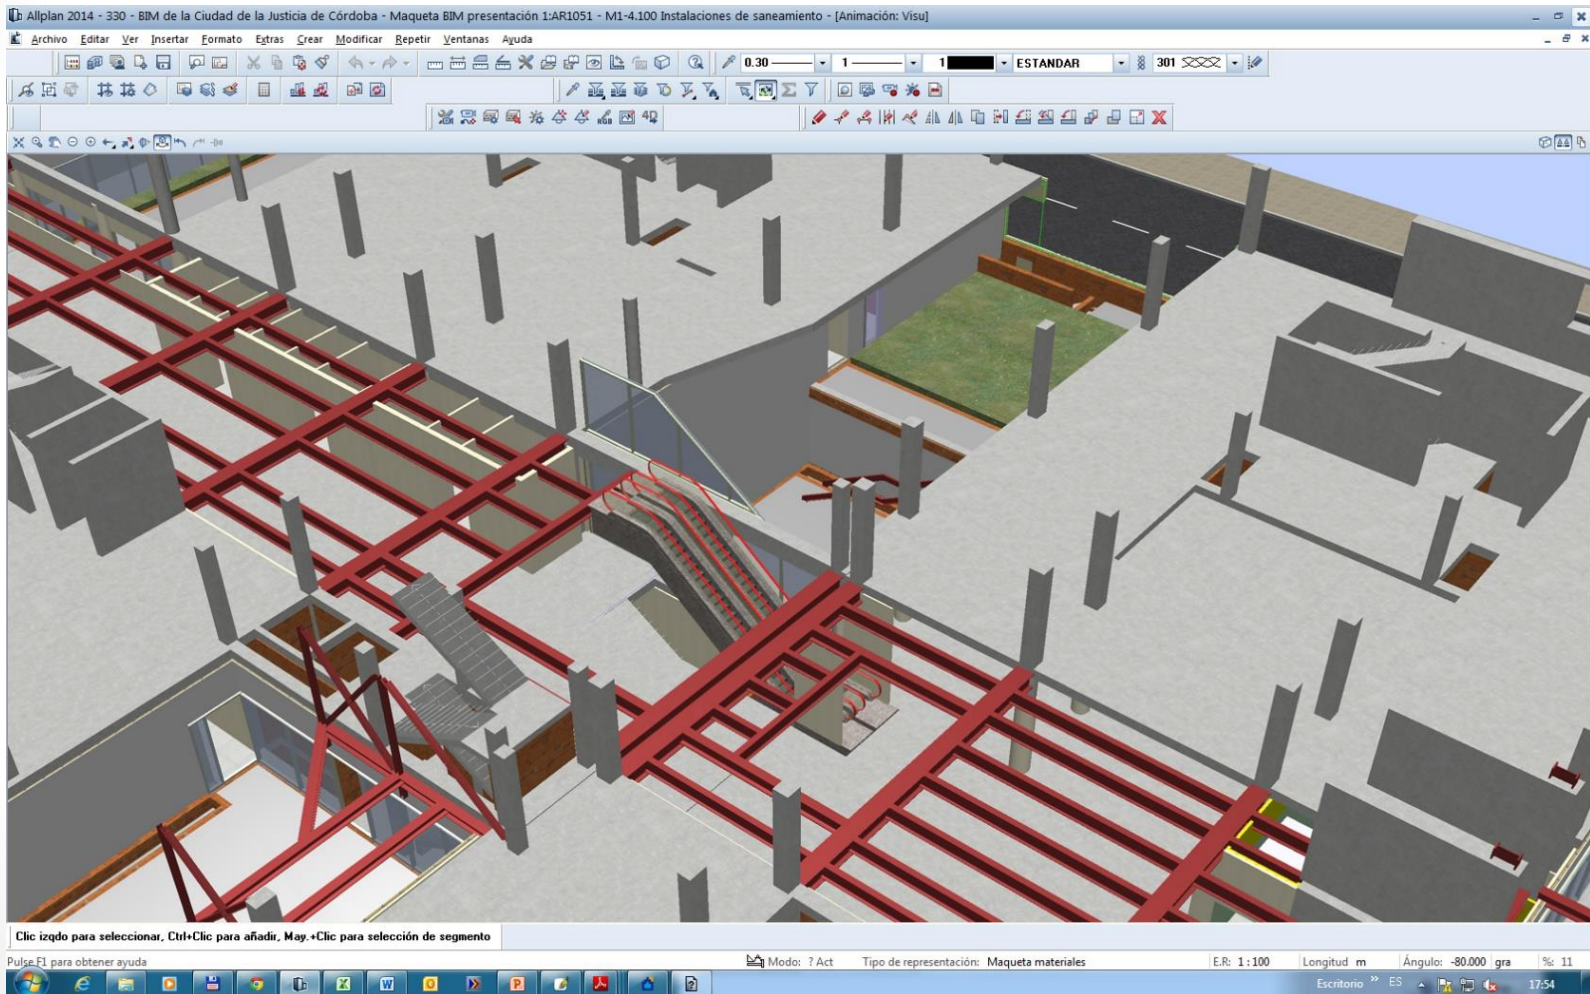 Allplan 2014 - 330 - BIM de la Ciudad de la Justicia de Córdoba - Maqueta BIM presentación 1:AR1051 - M1-4.100 Instalaciones de saneamiento - [Animación: Visu]
Archivo Editar Ver Insertar Formato Extras Crear Modificar Repetir Ventanas Ayuda
0.30 1 1 ESTANDAR 301
4D
Clic izqdo para seleccionar, Ctrl+Clic para añadir, May.+Clic para selección de segmento
Pulse F1 para obtener ayuda Modo: ? Act Tipo de representación: Maqueta materiales E.R: 1 : 100 Longitud m Ángulo: -80.000 gra %: 11
Escritorio » ES 17:54